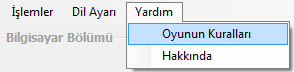 İşlemler Dil Ayarı Yardım
Bilgisayar Bölümü
Oyunun Kuralları
Hakkında